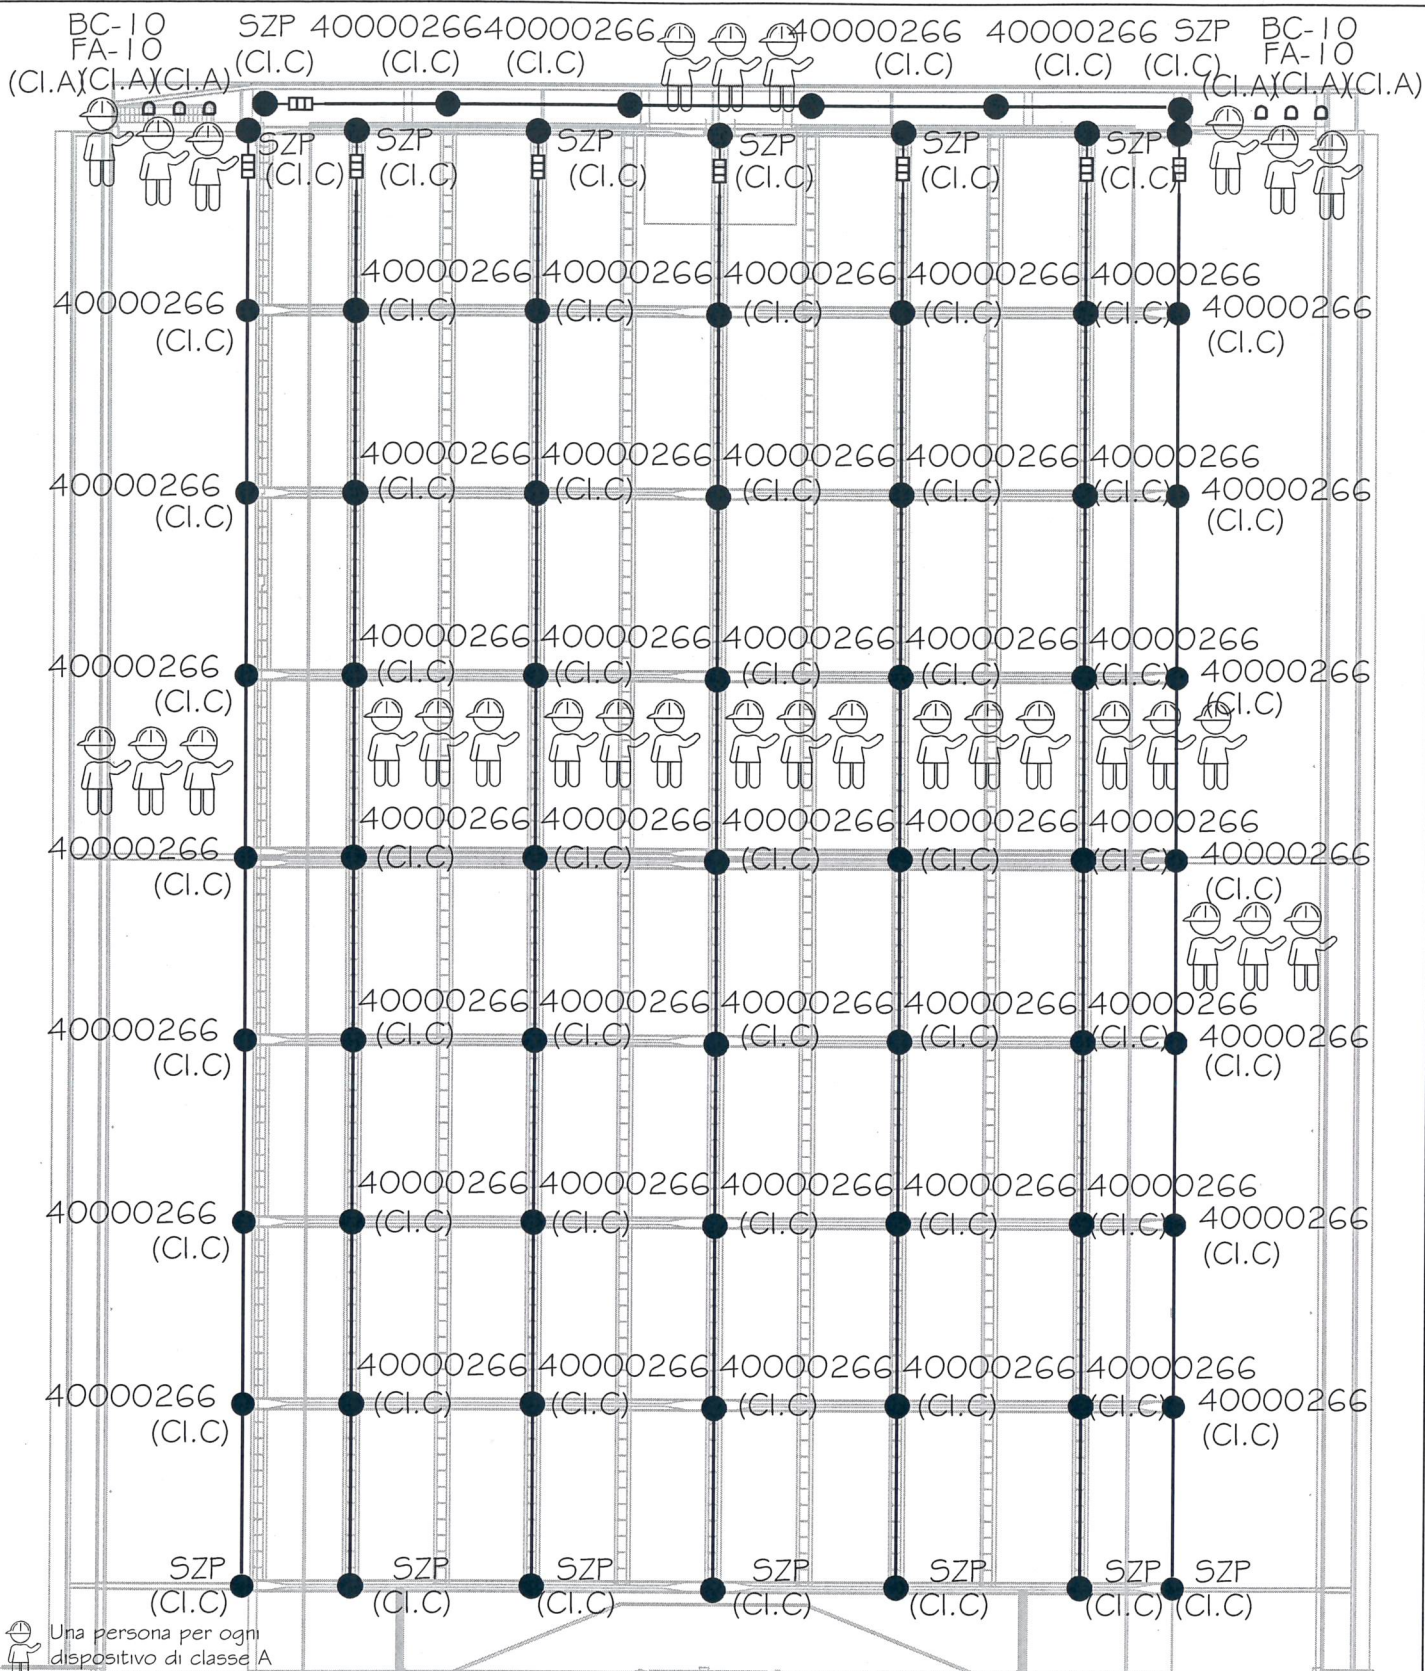 BC-10 SZP 40000266 40000266 40000266 40000266 SZP BC-10
FA-10 (Cl.C) (Cl.C) (Cl.C) (Cl.C) (Cl.C) (Cl.C) FA-10
(Cl.A)(Cl.A)(Cl.A) (Cl.A)(Cl.A)(Cl.A)
SZP SZP SZP SZP SZP SZP
(Cl.C) (Cl.C) (Cl.C) (Cl.C) (Cl.C) (Cl.C)
40000266 40000266 40000266 40000266 40000266
40000266 (Cl.C) (Cl.C) (Cl.C) (Cl.C) (Cl.C) 40000266
(Cl.C) (Cl.C)
40000266 40000266 40000266 40000266 40000266
40000266 (Cl.C) (Cl.C) (Cl.C) (Cl.C) (Cl.C) 40000266
(Cl.C) (Cl.C)
40000266 40000266 40000266 40000266 40000266
40000266 (Cl.C) (Cl.C) (Cl.C) (Cl.C) (Cl.C) 40000266
(Cl.C) (Cl.C)
40000266 40000266 40000266 40000266 40000266
40000266 (Cl.C) (Cl.C) (Cl.C) (Cl.C) (Cl.C) 40000266
(Cl.C) (Cl.C)
40000266 40000266 40000266 40000266 40000266
40000266 (Cl.C) (Cl.C) (Cl.C) (Cl.C) (Cl.C) 40000266
(Cl.C) (Cl.C)
40000266 40000266 40000266 40000266 40000266
40000266 (Cl.C) (Cl.C) (Cl.C) (Cl.C) (Cl.C) 40000266
(Cl.C) (Cl.C)
40000266 40000266 40000266 40000266 40000266
40000266 (Cl.C) (Cl.C) (Cl.C) (Cl.C) (Cl.C) 40000266
(Cl.C) (Cl.C)
SZP SZP SZP SZP SZP SZP SZP
(Cl.C) (Cl.C) (Cl.C) (Cl.C) (Cl.C) (Cl.C) (Cl.C)
Una persona per ogni
dispositivo di classe A